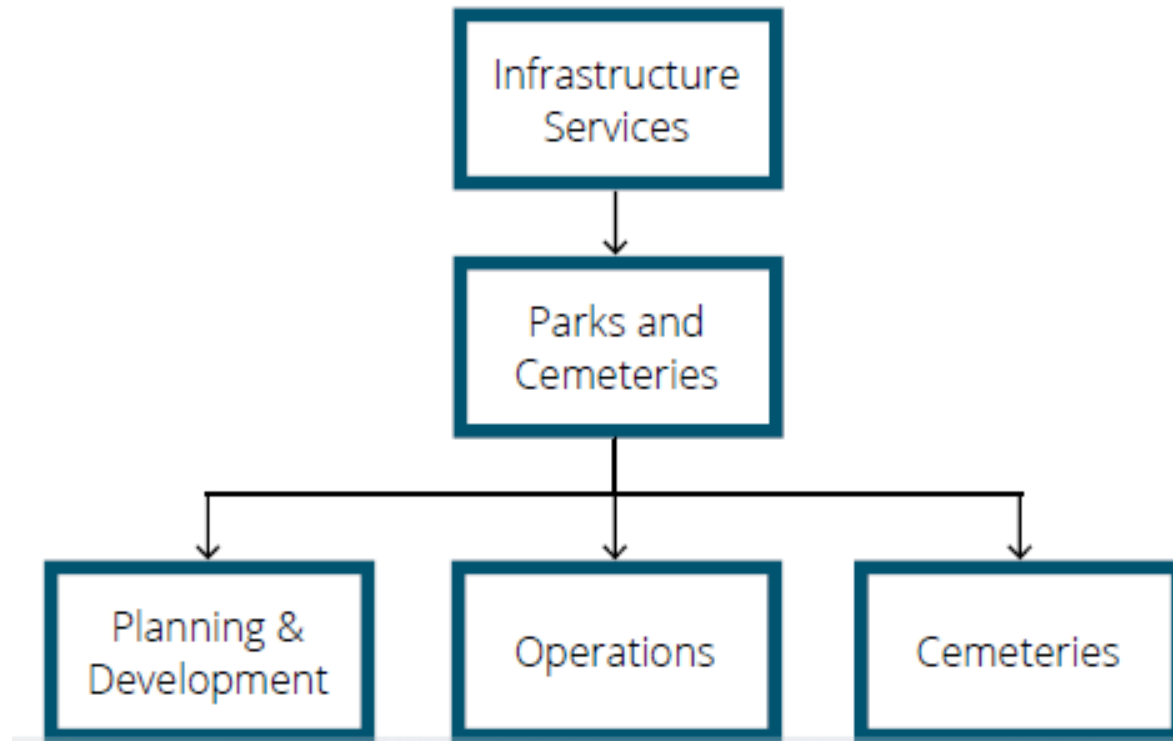 Infrastructure
Services
Parks and
Cemeteries
Planning &
Development
Operations
Cemeteries